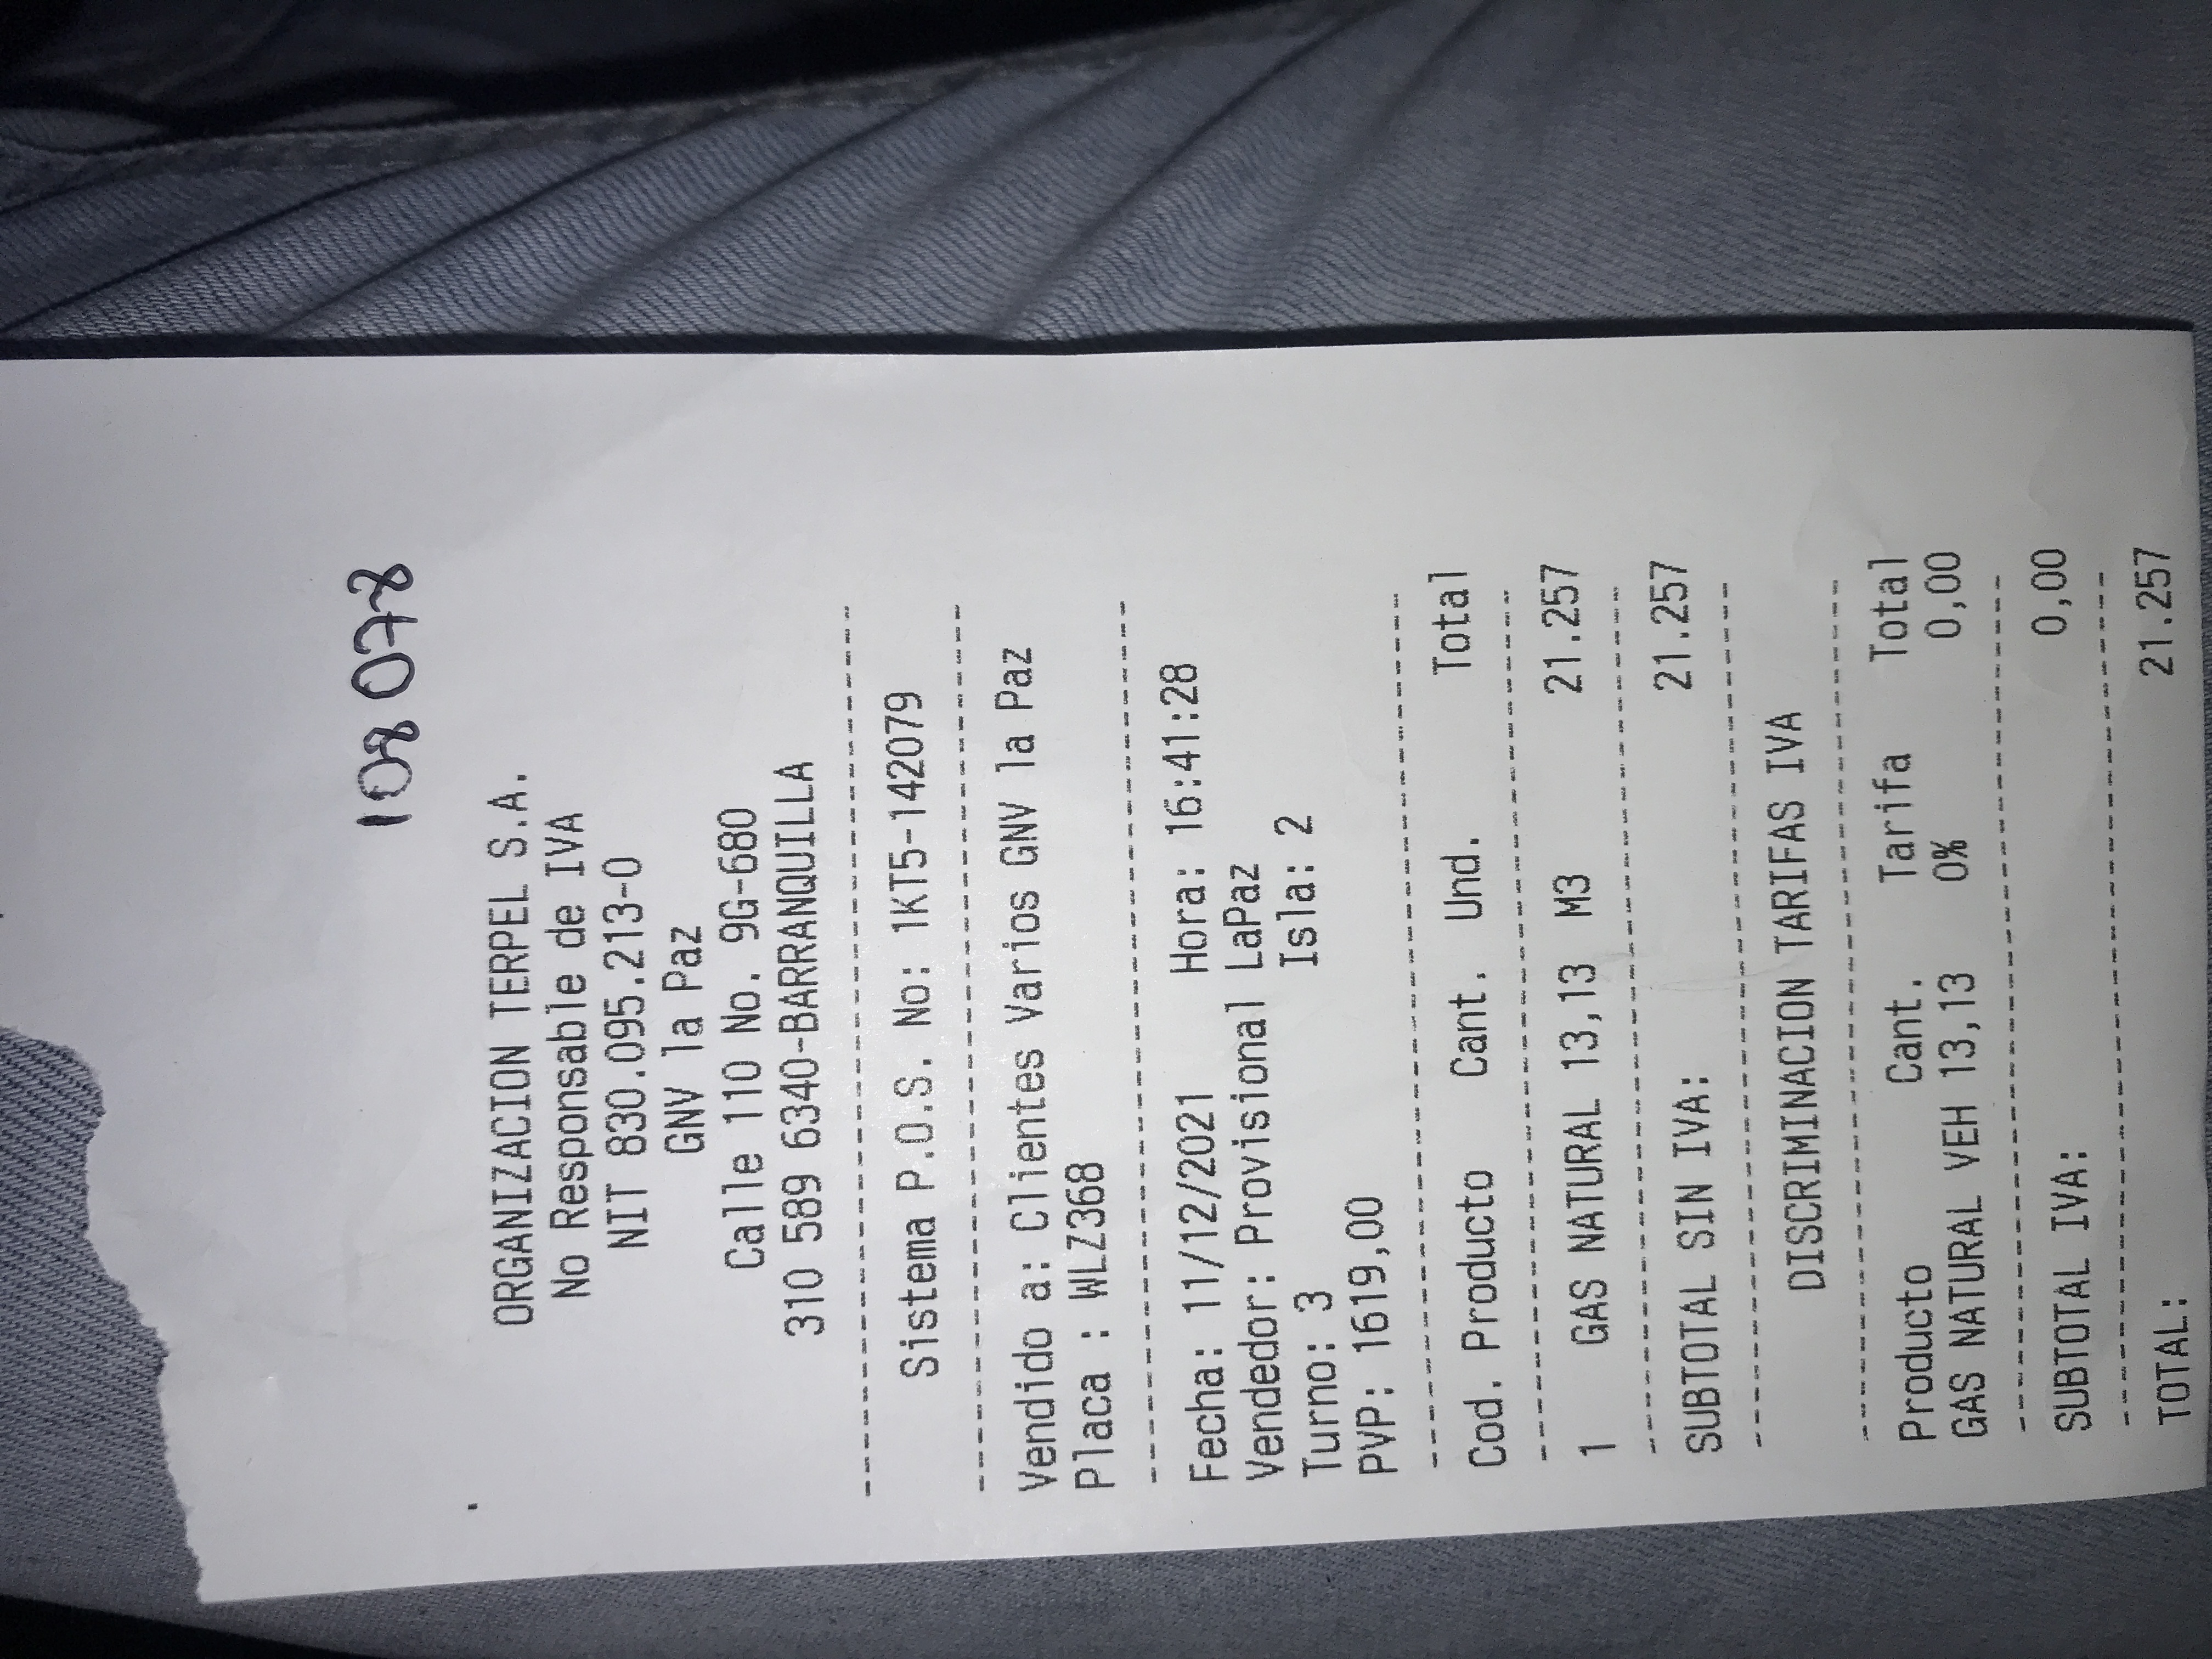 108 078
ORGANIZACION TERPEL S.A.
No Responsable de IVA
NIT 830.095.213-0
GNV la Paz
Calle 110 No. 9G-680
310 589 6340-BARRANQUILLA
Sistema P.O.S. No: 1KT5-142079
Vendido a: Clientes Varios GNV la Paz
Placa : WLZ368
Fecha: 11/12/2021 Hora: 16:41:28
Vendedor: Provisional LaPaz
Turno: 3 Isla: 2
PVP: 1619,00
Cod. Producto Cant. Und. Total
1 GAS NATURAL 13,13 M3 21.257
SUBTOTAL SIN IVA: 21.257
DISCRIMINACION TARIFAS IVA
Producto Cant. Tarifa Total
GAS NATURAL VEH 13,13 0% 0,00
SUBTOTAL IVA: 0,00
TOTAL: 21.257